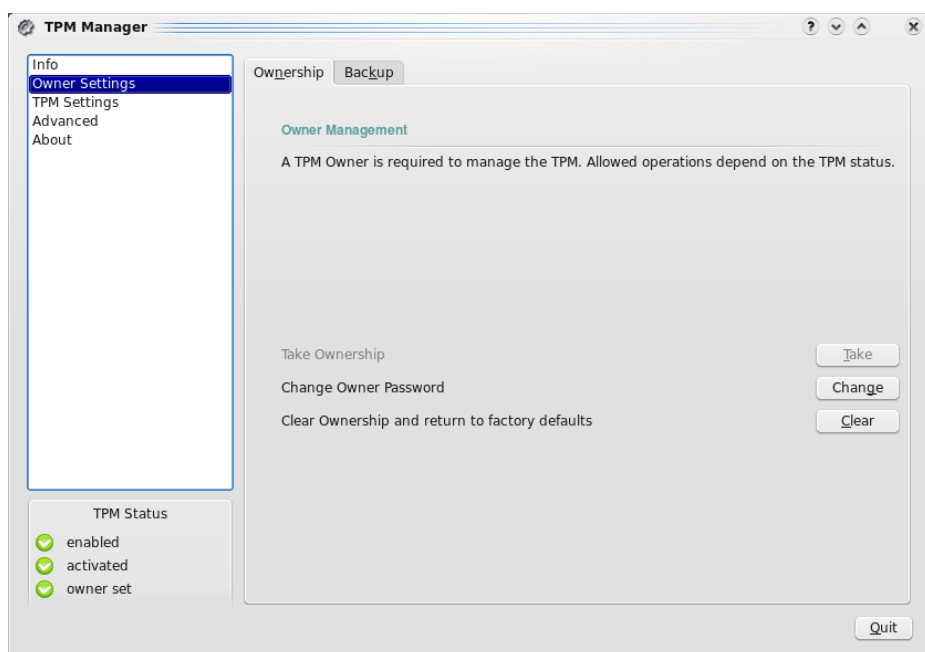 TPM Manager
?
Info
Owner Settings
TPM Settings
Advanced
About
Ownership Backup
Owner Management
A TPM Owner is required to manage the TPM. Allowed operations depend on the TPM status.
Take Ownership Take
Change Owner Password Change
Clear Ownership and return to factory defaults Clear
TPM Status
enabled
activated
owner set
Quit